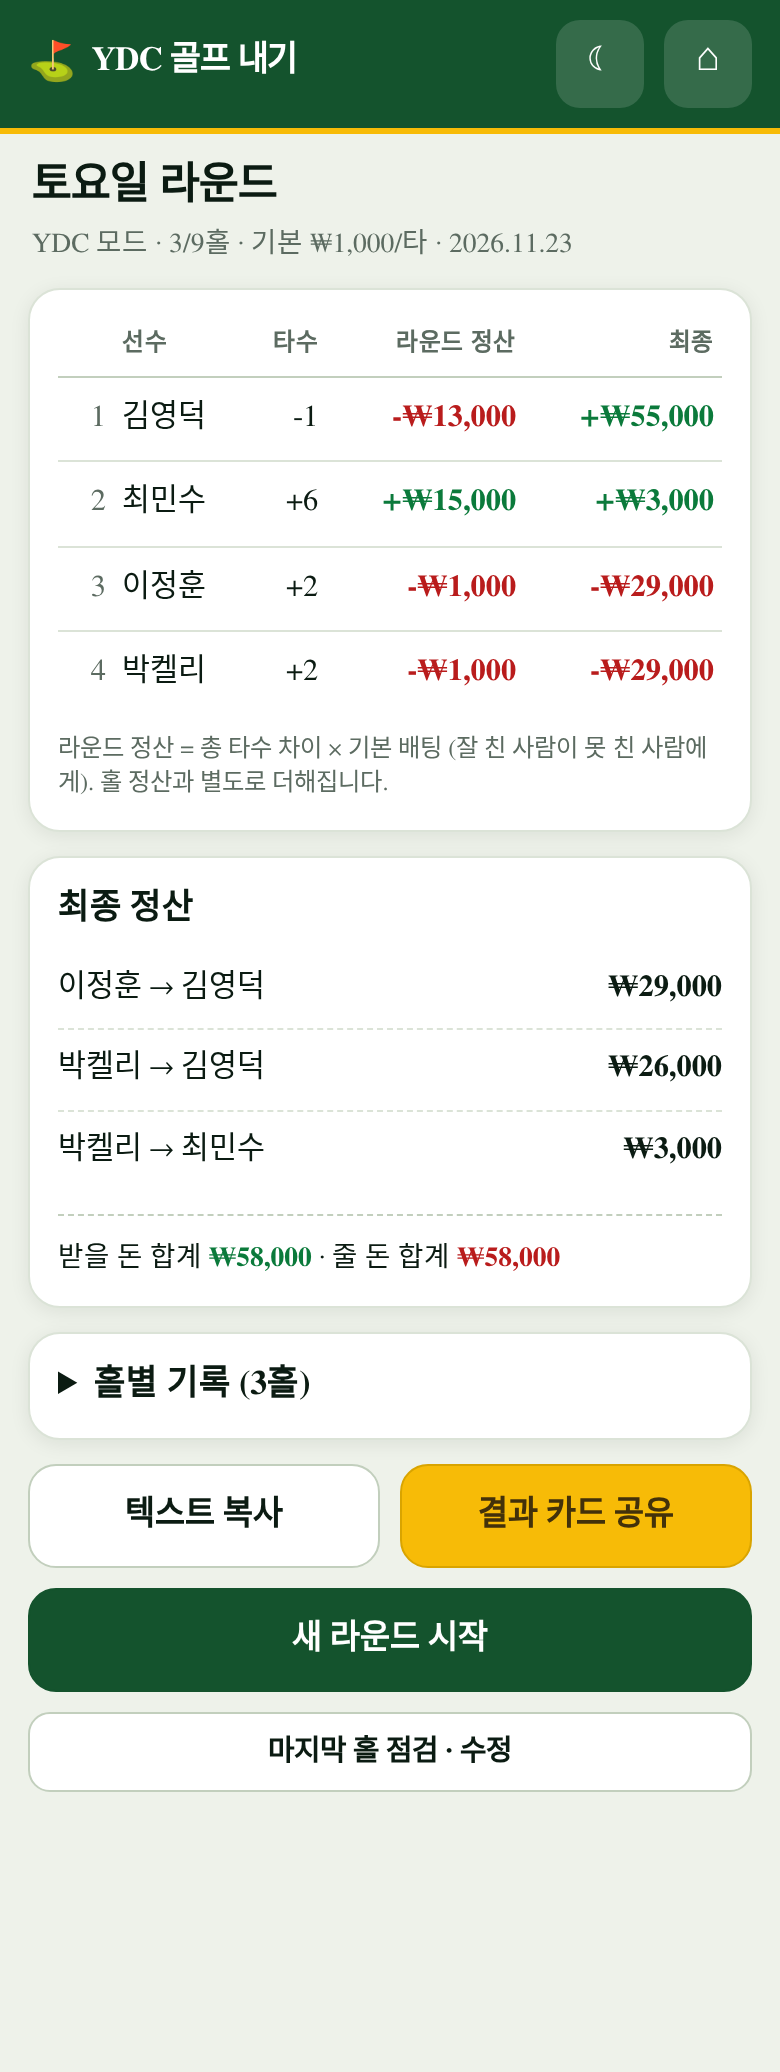 YDC 골프 내기
토요일 라운드
YDC 모드 · 3/9홀 · 기본 ₩1,000/타 · 2026.11.23
선수 타수 라운드 정산 최종
1 김영덕 -1 -₩13,000 +₩55,000
2 최민수 +6 +₩15,000 +₩3,000
3 이정훈 +2 -₩1,000 -₩29,000
4 박켈리 +2 -₩1,000 -₩29,000
라운드 정산 = 총 타수 차이 × 기본 배팅 (잘 친 사람이 못 친 사람에
게). 홀 정산과 별도로 더해집니다.
최종 정산
이정훈 → 김영덕 ₩29,000
박켈리 → 김영덕 ₩26,000
박켈리 → 최민수 ₩3,000
받을 돈 합계 ₩58,000 · 줄 돈 합계 ₩58,000
▶ 홀별 기록 (3홀)
텍스트 복사
결과 카드 공유
새 라운드 시작
마지막 홀 점검 · 수정